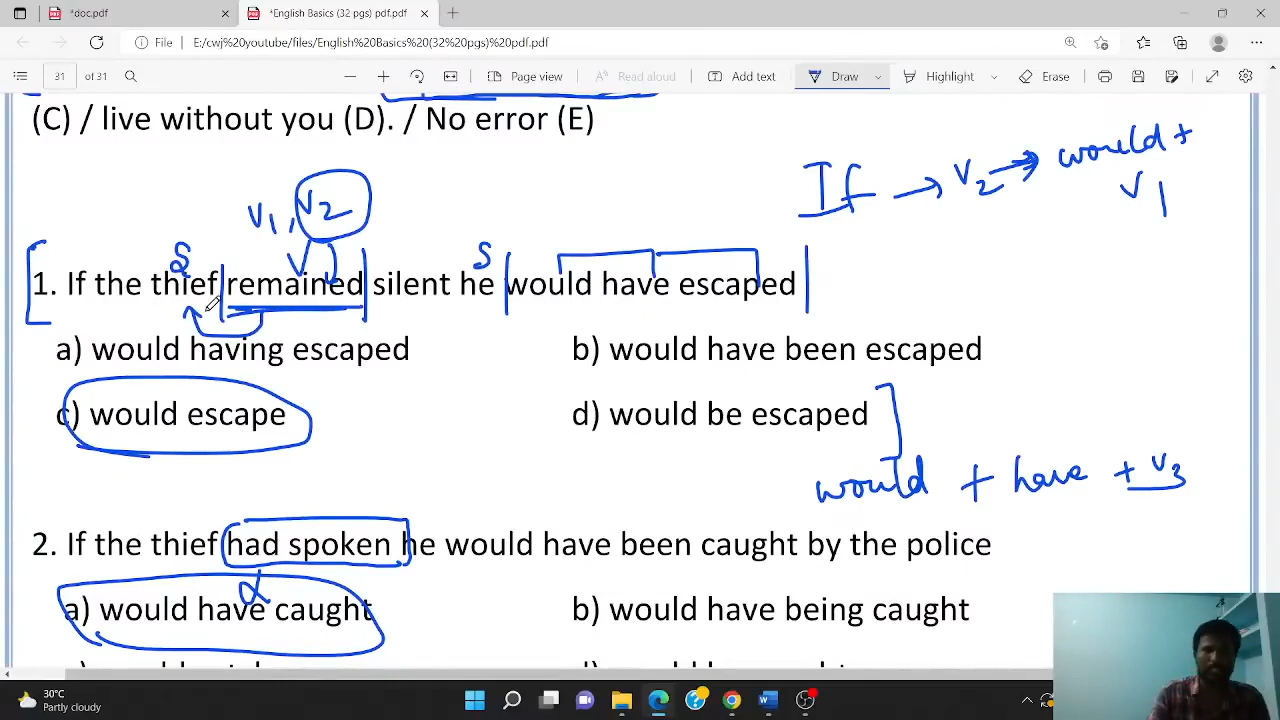 *doc.pdf
*English Basics (32 pgs) pdf.pdf
File E:/cwj%20youtube/files/English%20Basics%20(32%20pgs)%20pdf.pdf
31 of 31 Page view Read aloud Add text Draw Highlight Erase
(C) / live without you (D). / No error (E)
If → V2 → would + V1
V1, V2
S S
1. If the thief remained silent he would have escaped
a) would having escaped b) would have been escaped
c) would escape d) would be escaped
would + have + V3
2. If the thief had spoken he would have been caught by the police
a) would have caught b) would have being caught
30°C
Partly cloudy